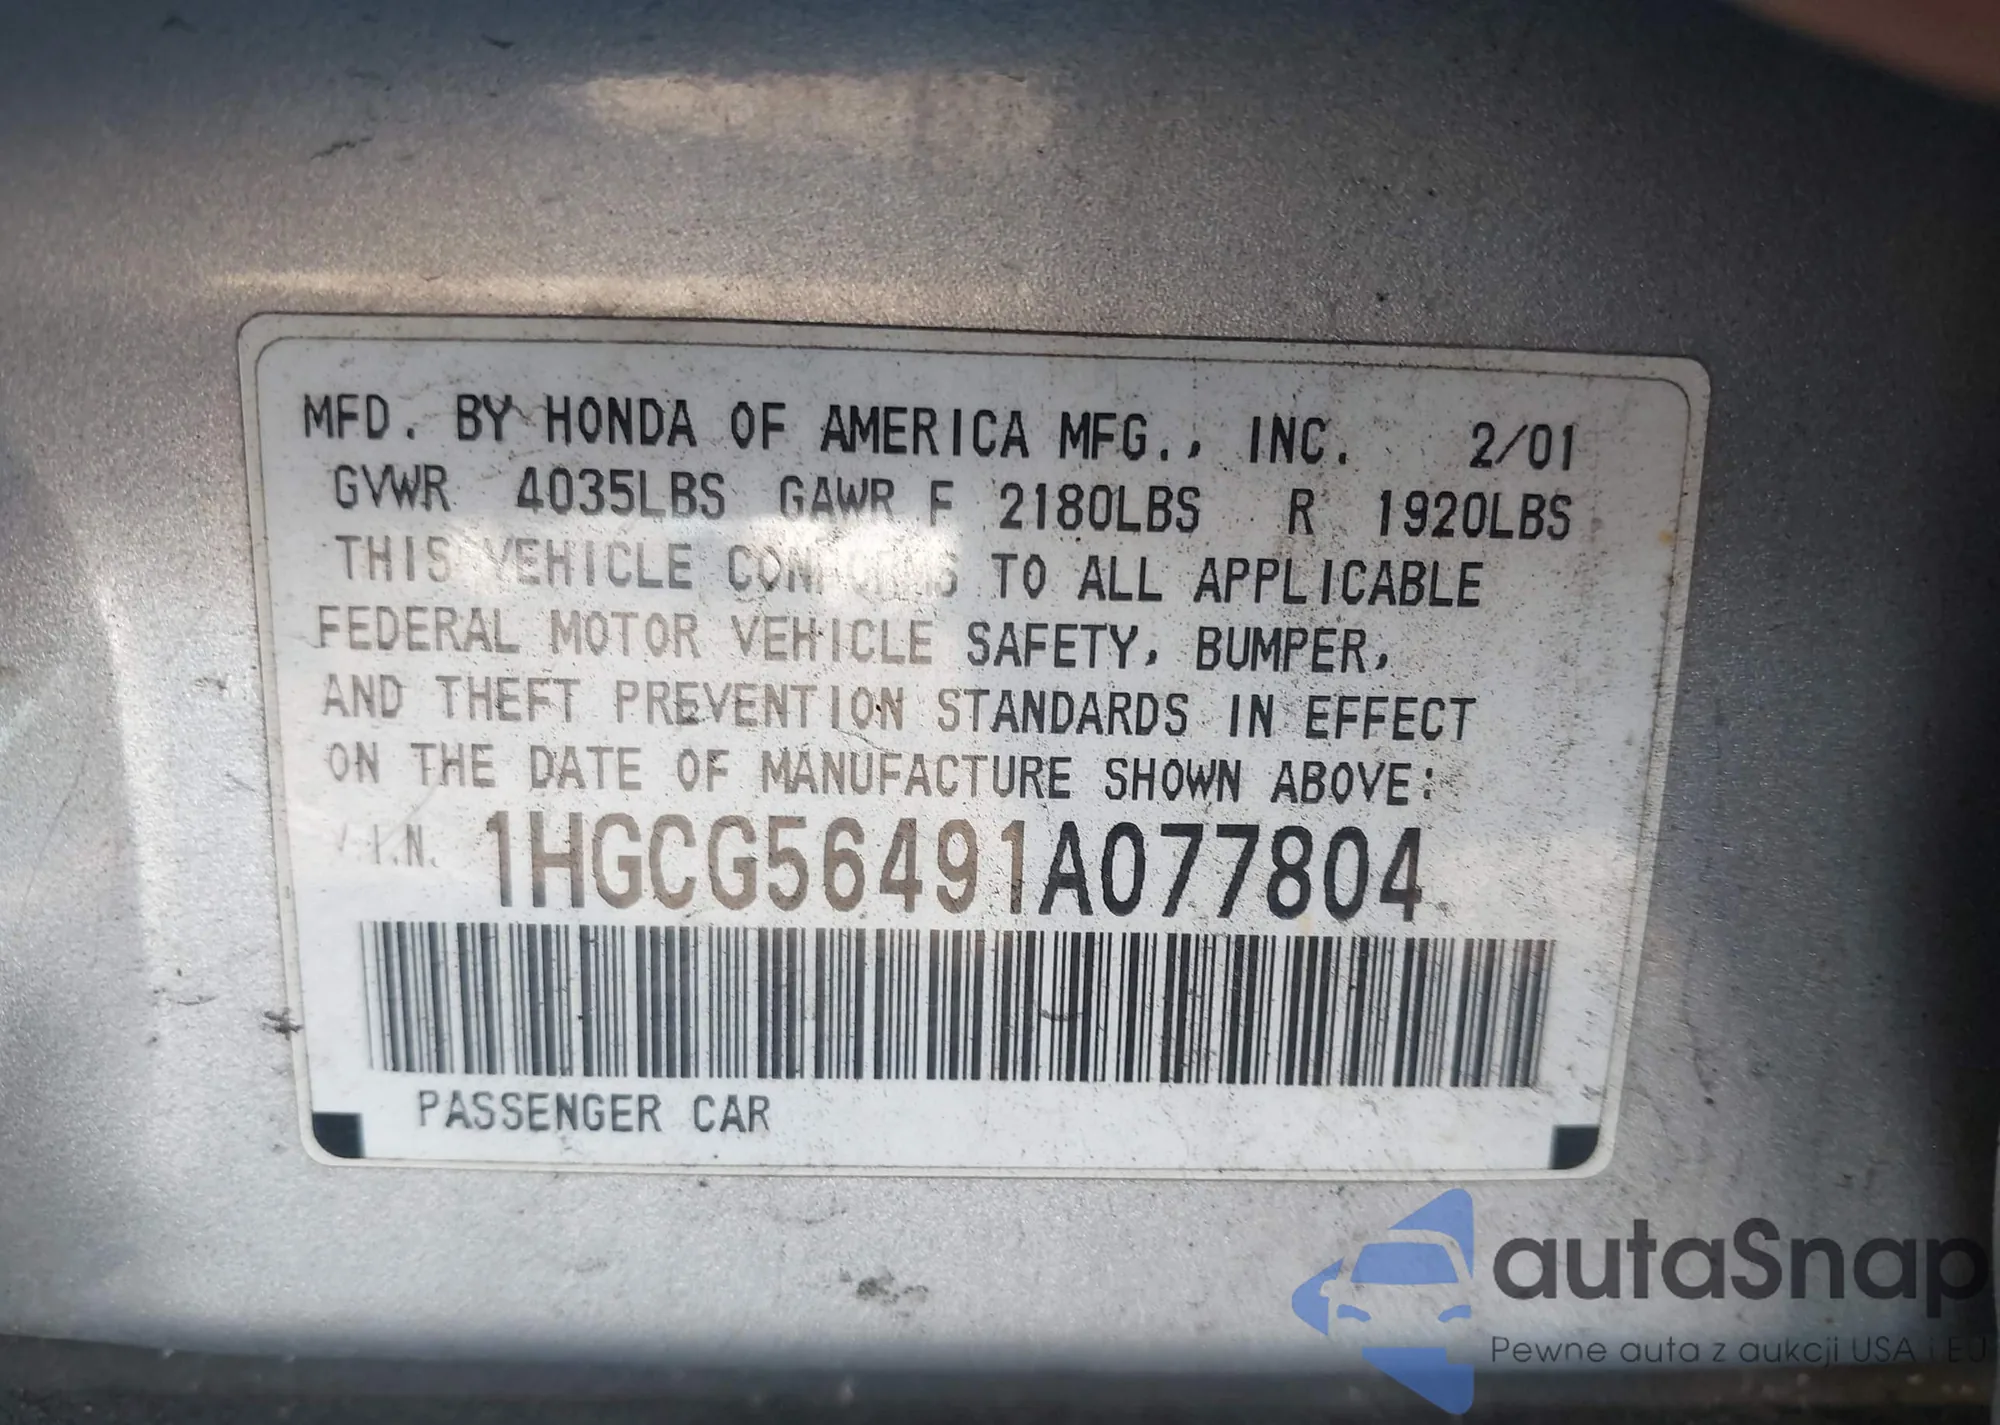 MFD. BY HONDA OF AMERICA MFG., INC. 2/01
GVWR 4035LBS GAWR F 2180LBS R 1920LBS
THIS VEHICLE CONFORMS TO ALL APPLICABLE
FEDERAL MOTOR VEHICLE SAFETY, BUMPER,
AND THEFT PREVENTION STANDARDS IN EFFECT
ON THE DATE OF MANUFACTURE SHOWN ABOVE:
V.I.N. 1HGCG56491A077804
PASSENGER CAR
autaSnap
Pewne auta z aukcji USA i EU